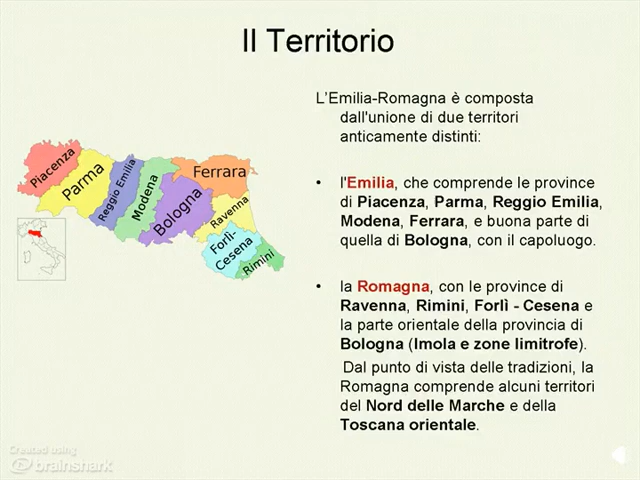 Il Territorio
L'Emilia-Romagna è composta
dall'unione di due territori
anticamente distinti:
• l'Emilia, che comprende le province
di Piacenza, Parma, Reggio Emilia,
Modena, Ferrara, e buona parte di
quella di Bologna, con il capoluogo.
• la Romagna, con le province di
Ravenna, Rimini, Forlì - Cesena e
la parte orientale della provincia di
Bologna (Imola e zone limitrofe).
Dal punto di vista delle tradizioni, la
Romagna comprende alcuni territori
del Nord delle Marche e della
Toscana orientale.
Piacenza
Parma
Reggio Emilia
Modena
Bologna
Ferrara
Ravenna
Forlì-
Cesena
Rimini
Created using
brainshark